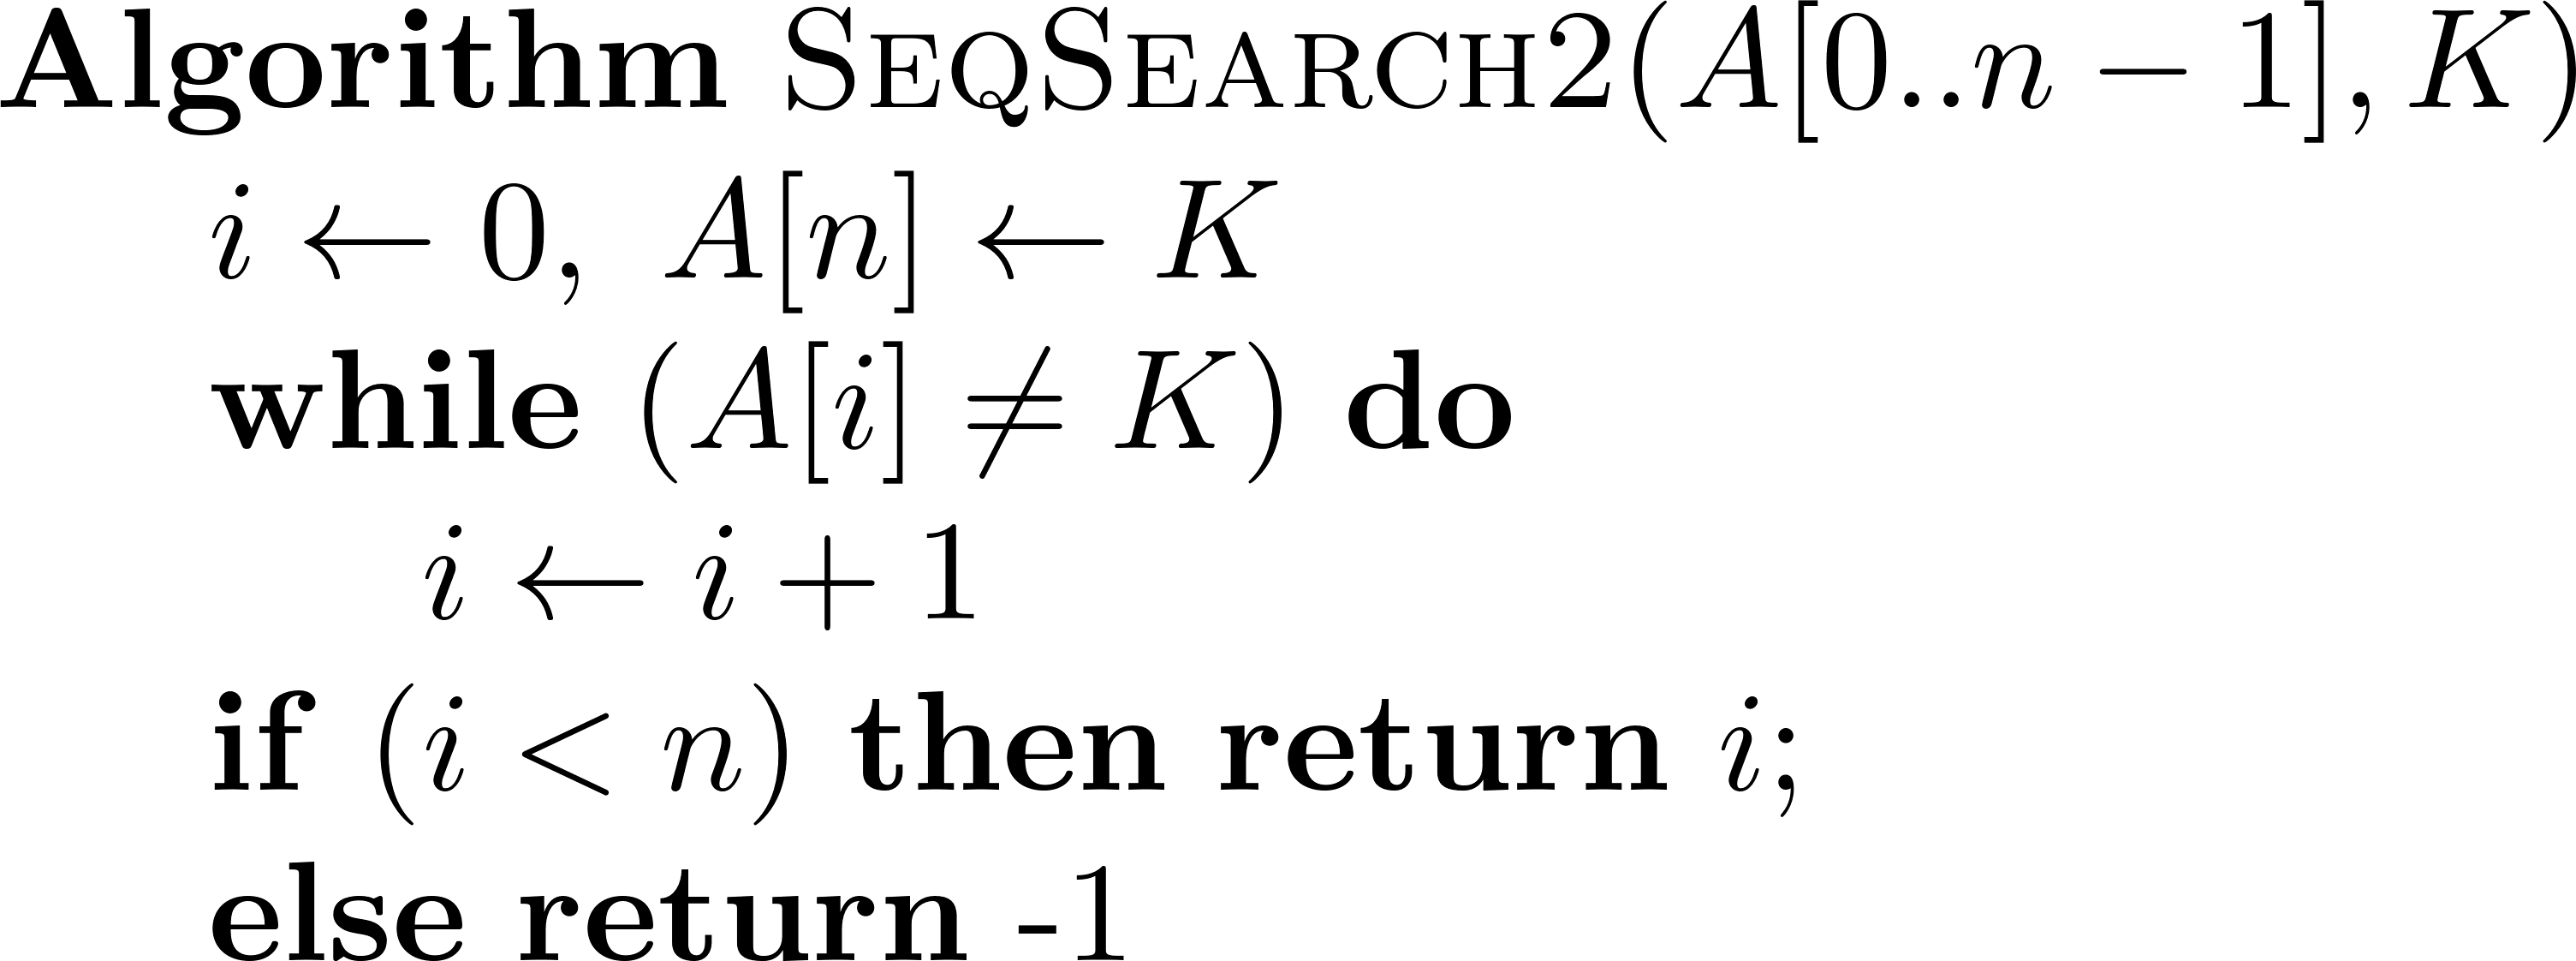 Algorithm SEQSEARCH2(A[0..n − 1], K)
i ← 0, A[n] ← K
while (A[i] ≠ K) do
i ← i + 1
if (i < n) then return i;
else return -1